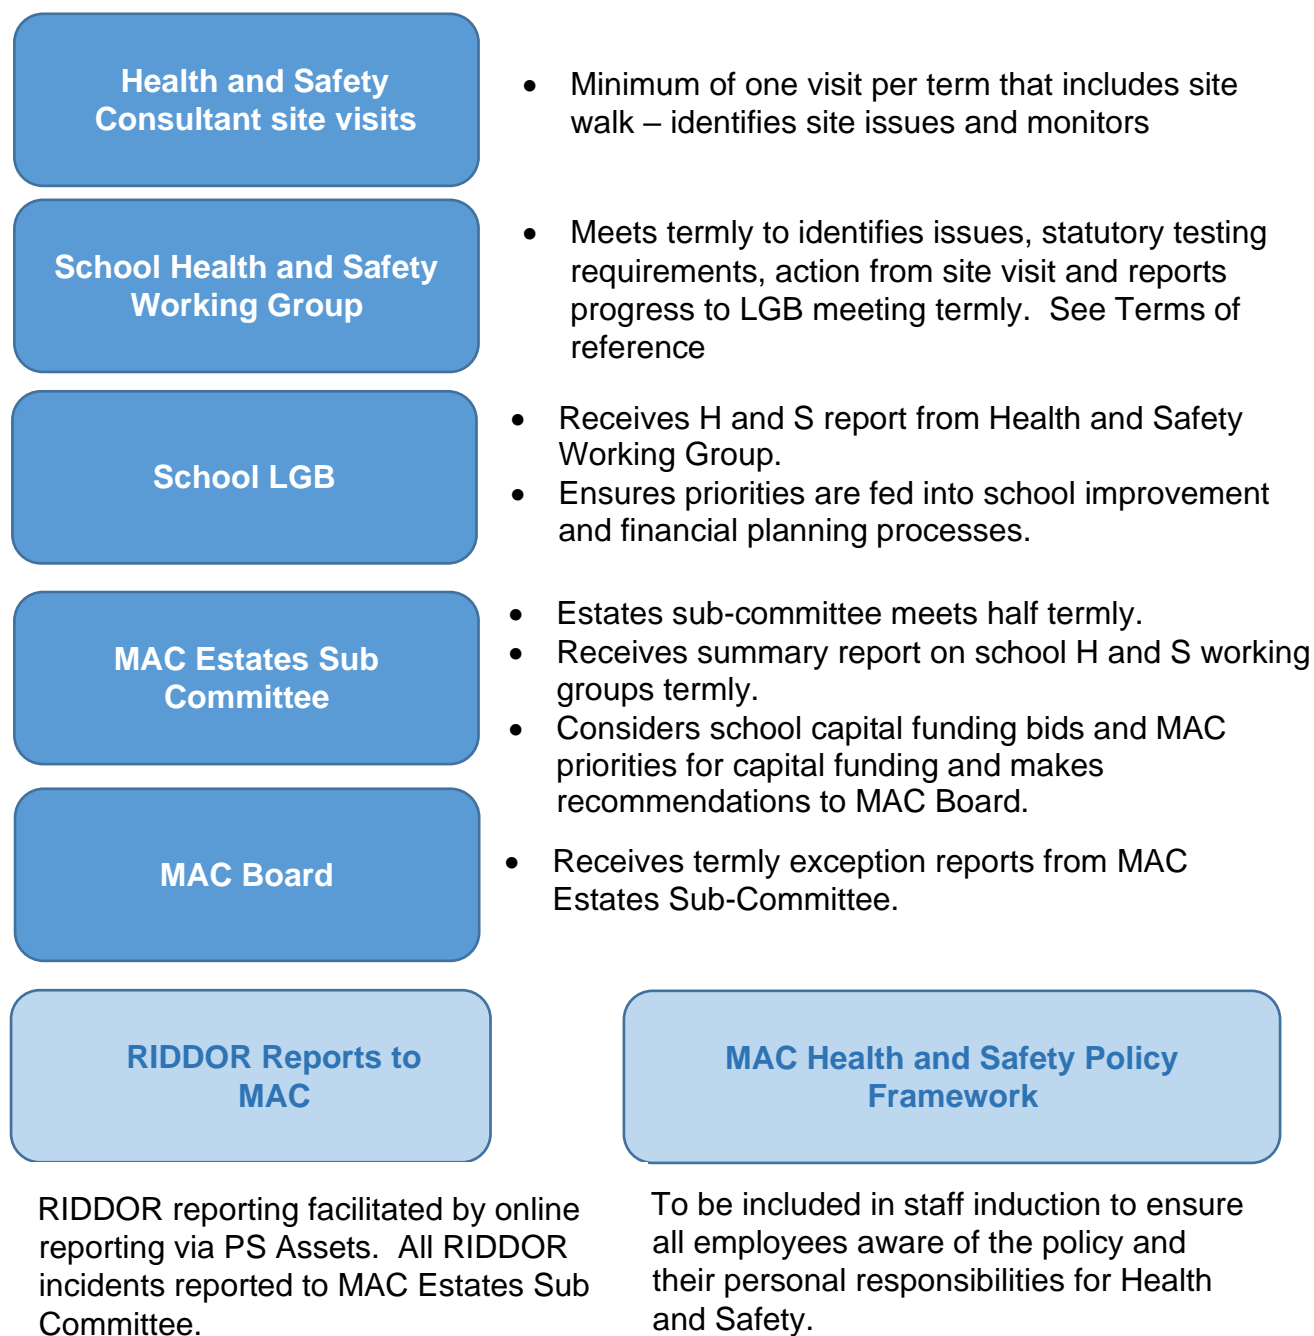 Health and Safety
Consultant site visits
• Minimum of one visit per term that includes site
walk – identifies site issues and monitors
School Health and Safety
Working Group
• Meets termly to identifies issues, statutory testing
requirements, action from site visit and reports
progress to LGB meeting termly.  See Terms of
reference
School LGB
• Receives H and S report from Health and Safety
Working Group.
• Ensures priorities are fed into school improvement
and financial planning processes.
MAC Estates Sub
Committee
• Estates sub-committee meets half termly.
• Receives summary report on school H and S working
groups termly.
• Considers school capital funding bids and MAC
priorities for capital funding and makes
recommendations to MAC Board.
MAC Board
• Receives termly exception reports from MAC
Estates Sub-Committee.
RIDDOR Reports to
MAC
RIDDOR reporting facilitated by online
reporting via PS Assets.  All RIDDOR
incidents reported to MAC Estates Sub
Committee.
MAC Health and Safety Policy
Framework
To be included in staff induction to ensure
all employees aware of the policy and
their personal responsibilities for Health
and Safety.